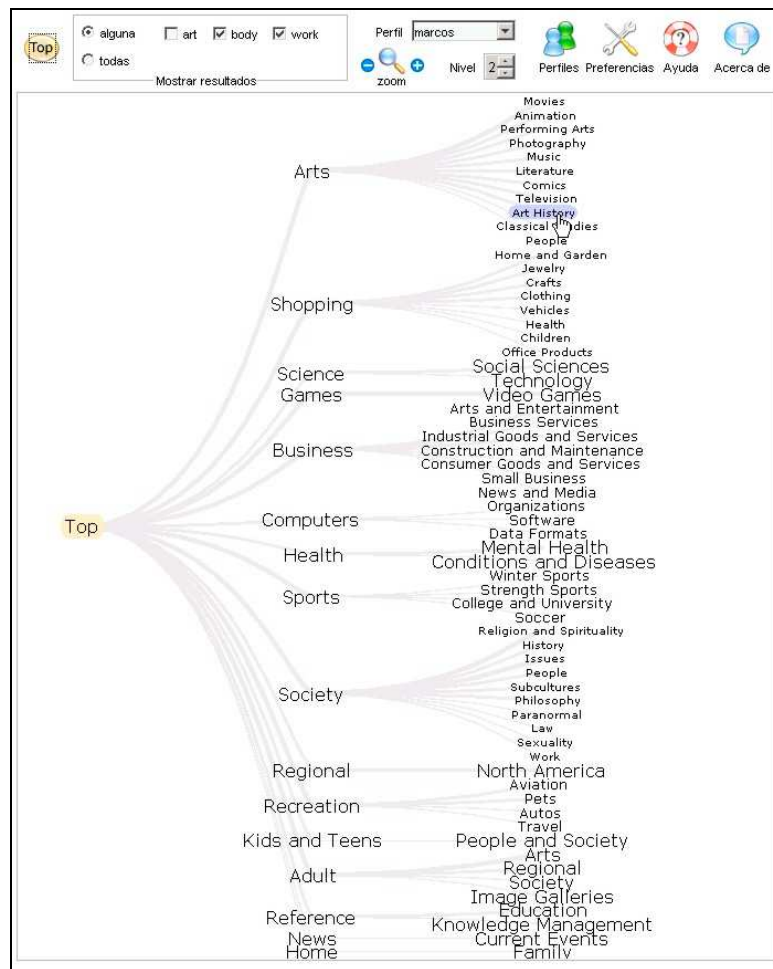 Top
alguna
art
body
work
todas
Mostrar resultados
Perfil
marcos
zoom
Nivel
2
Perfiles
Preferencias
Ayuda
Acerca de
Top
Arts
Movies
Animation
Performing Arts
Photography
Music
Literature
Comics
Television
Art History
Classical
People
Shopping
Home and Garden
Jewelry
Crafts
Clothing
Vehicles
Health
Children
Office Products
Science
Social Sciences
Technology
Games
Video Games
Business
Arts and Entertainment
Business Services
Industrial Goods and Services
Construction and Maintenance
Consumer Goods and Services
Small Business
News and Media
Computers
Organizations
Software
Data Formats
Health
Mental Health
Conditions and Diseases
Sports
Winter Sports
Strength Sports
College and University
Soccer
Society
Religion and Spirituality
History
Issues
People
Subcultures
Philosophy
Paranormal
Law
Sexuality
Work
Regional
North America
Recreation
Aviation
Pets
Autos
Travel
Kids and Teens
People and Society
Adult
Arts
Regional
Society
Image Galleries
Reference
Education
Knowledge Management
News
Current Events
Home
Family